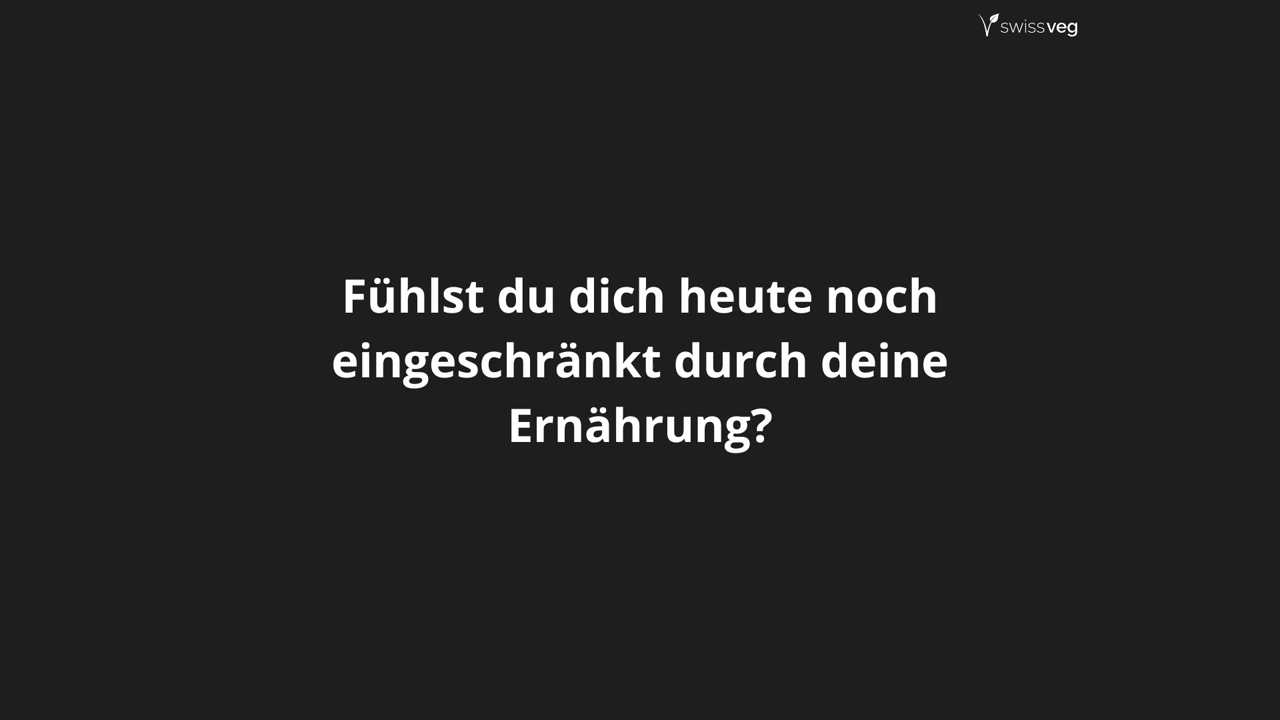 swissveg
Fühlst du dich heute noch
eingeschränkt durch deine
Ernährung?